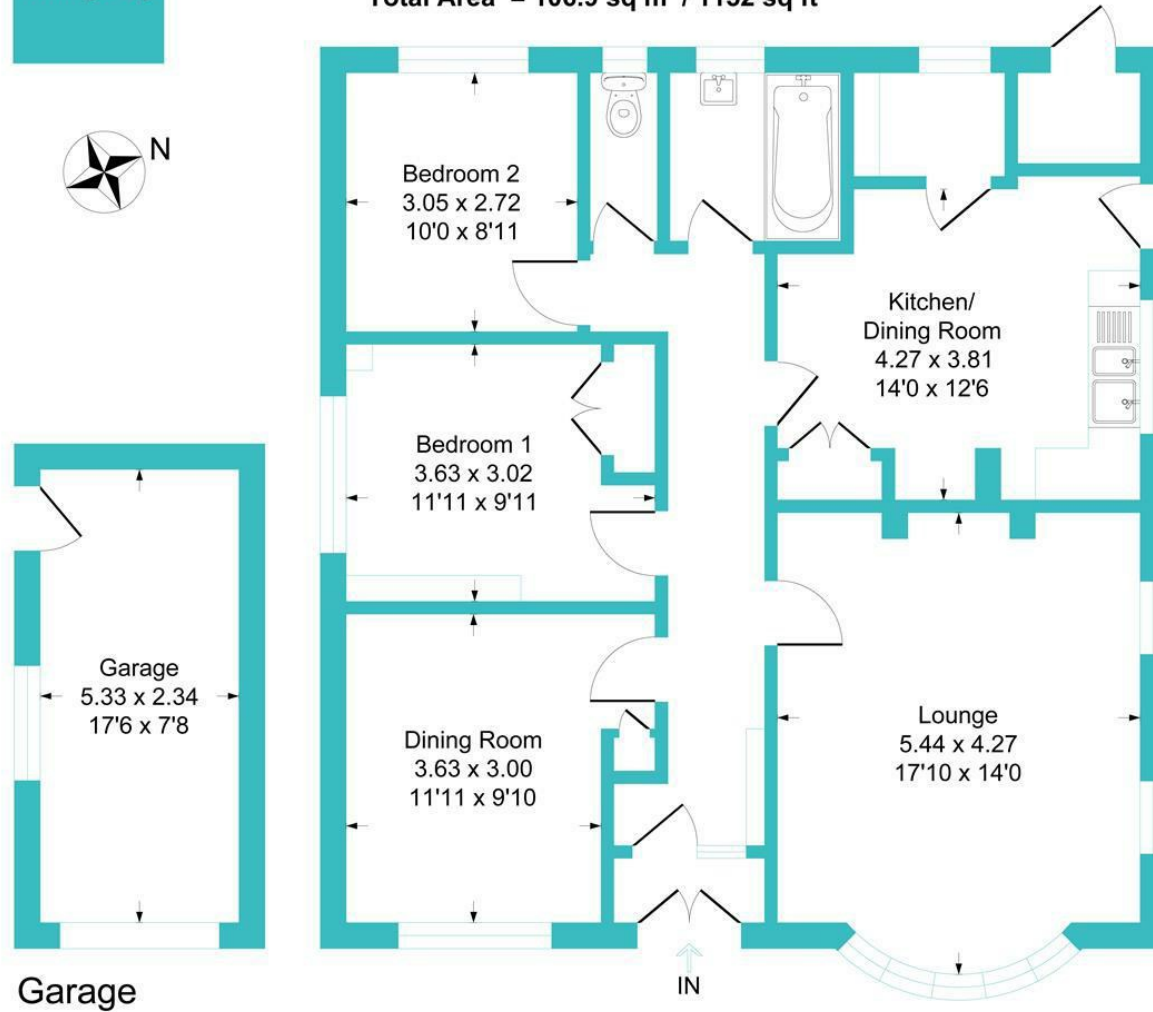 Total Area = 106.9 sq m / 1152 sq ft
N
Bedroom 2
3.05 x 2.72
10'0 x 8'11
Kitchen/
Dining Room
4.27 x 3.81
14'0 x 12'6
Bedroom 1
3.63 x 3.02
11'11 x 9'11
Garage
5.33 x 2.34
17'6 x 7'8
Dining Room
3.63 x 3.00
11'11 x 9'10
Lounge
5.44 x 4.27
17'10 x 14'0
IN
Garage